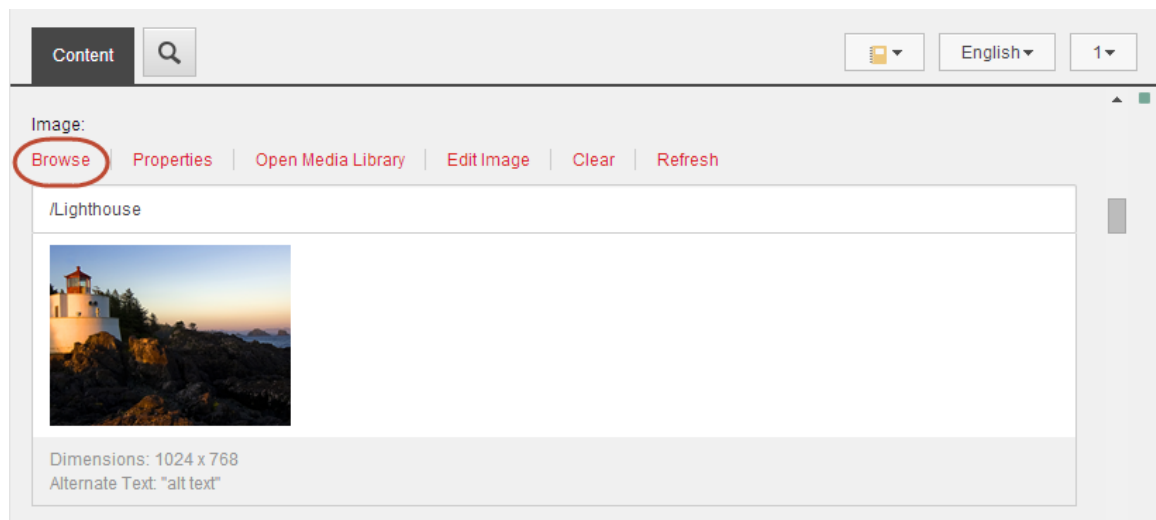 Content
English
1
Image:
Browse Properties Open Media Library Edit Image Clear Refresh
/Lighthouse
Dimensions: 1024 x 768
Alternate Text: "alt text"